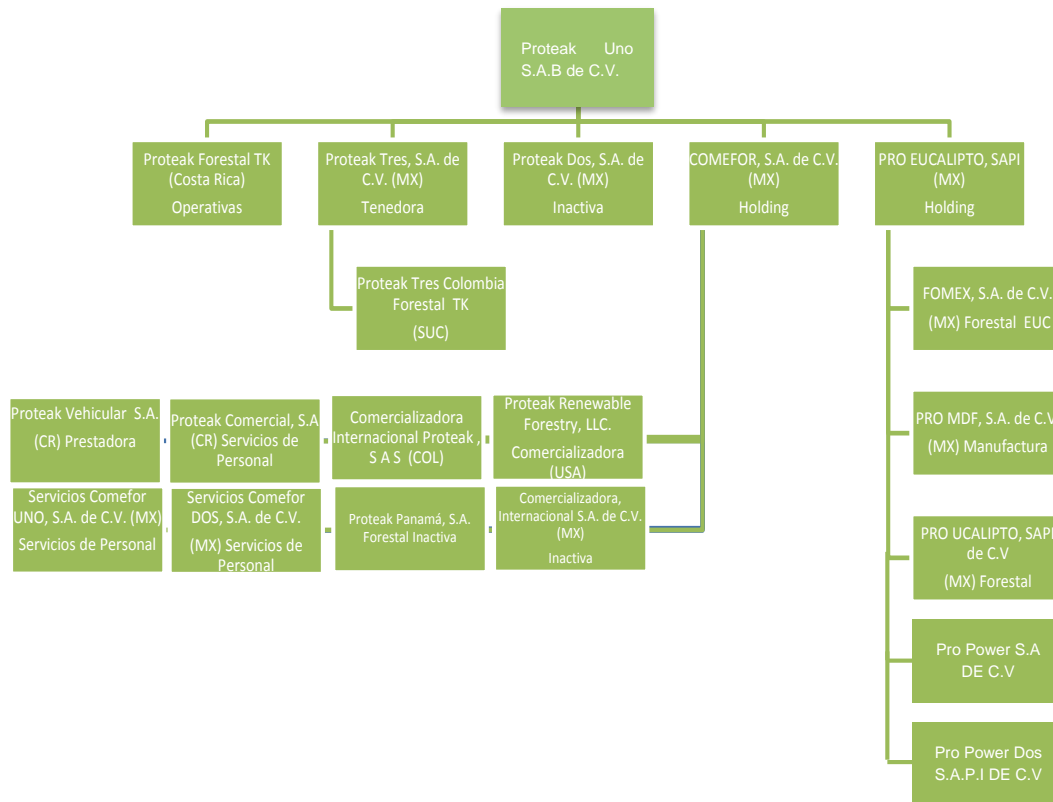 Proteak Uno
S.A.B de C.V.
Proteak Forestal TK
(Costa Rica)
Operativas
Proteak Tres, S.A. de
C.V. (MX)
Tenedora
Proteak Dos, S.A. de
C.V. (MX)
Inactiva
COMEFOR, S.A. de C.V.
(MX)
Holding
PRO EUCALIPTO, SAPI
(MX)
Holding
Proteak Tres Colombia
Forestal TK
(SUC)
FOMEX, S.A. de C.V.
(MX) Forestal EUC
Proteak Vehicular S.A.
(CR) Prestadora
Proteak Comercial, S.A
(CR) Servicios de
Personal
Comercializadora
Internacional Proteak ,
S A S (COL)
Proteak Renewable
Forestry, LLC.
Comercializadora
(USA)
PRO MDF, S.A. de C.V
(MX) Manufactura
Servicios Comefor
UNO, S.A. de C.V. (MX)
Servicios de Personal
Servicios Comefor
DOS, S.A. de C.V.
(MX) Servicios de
Personal
Proteak Panamá, S.A.
Forestal Inactiva
Comercializadora,
Internacional S.A. de C.V.
(MX)
Inactiva
PRO UCALIPTO, SAPI
de C.V
(MX) Forestal
Pro Power S.A
DE C.V
Pro Power Dos
S.A.P.I DE C.V